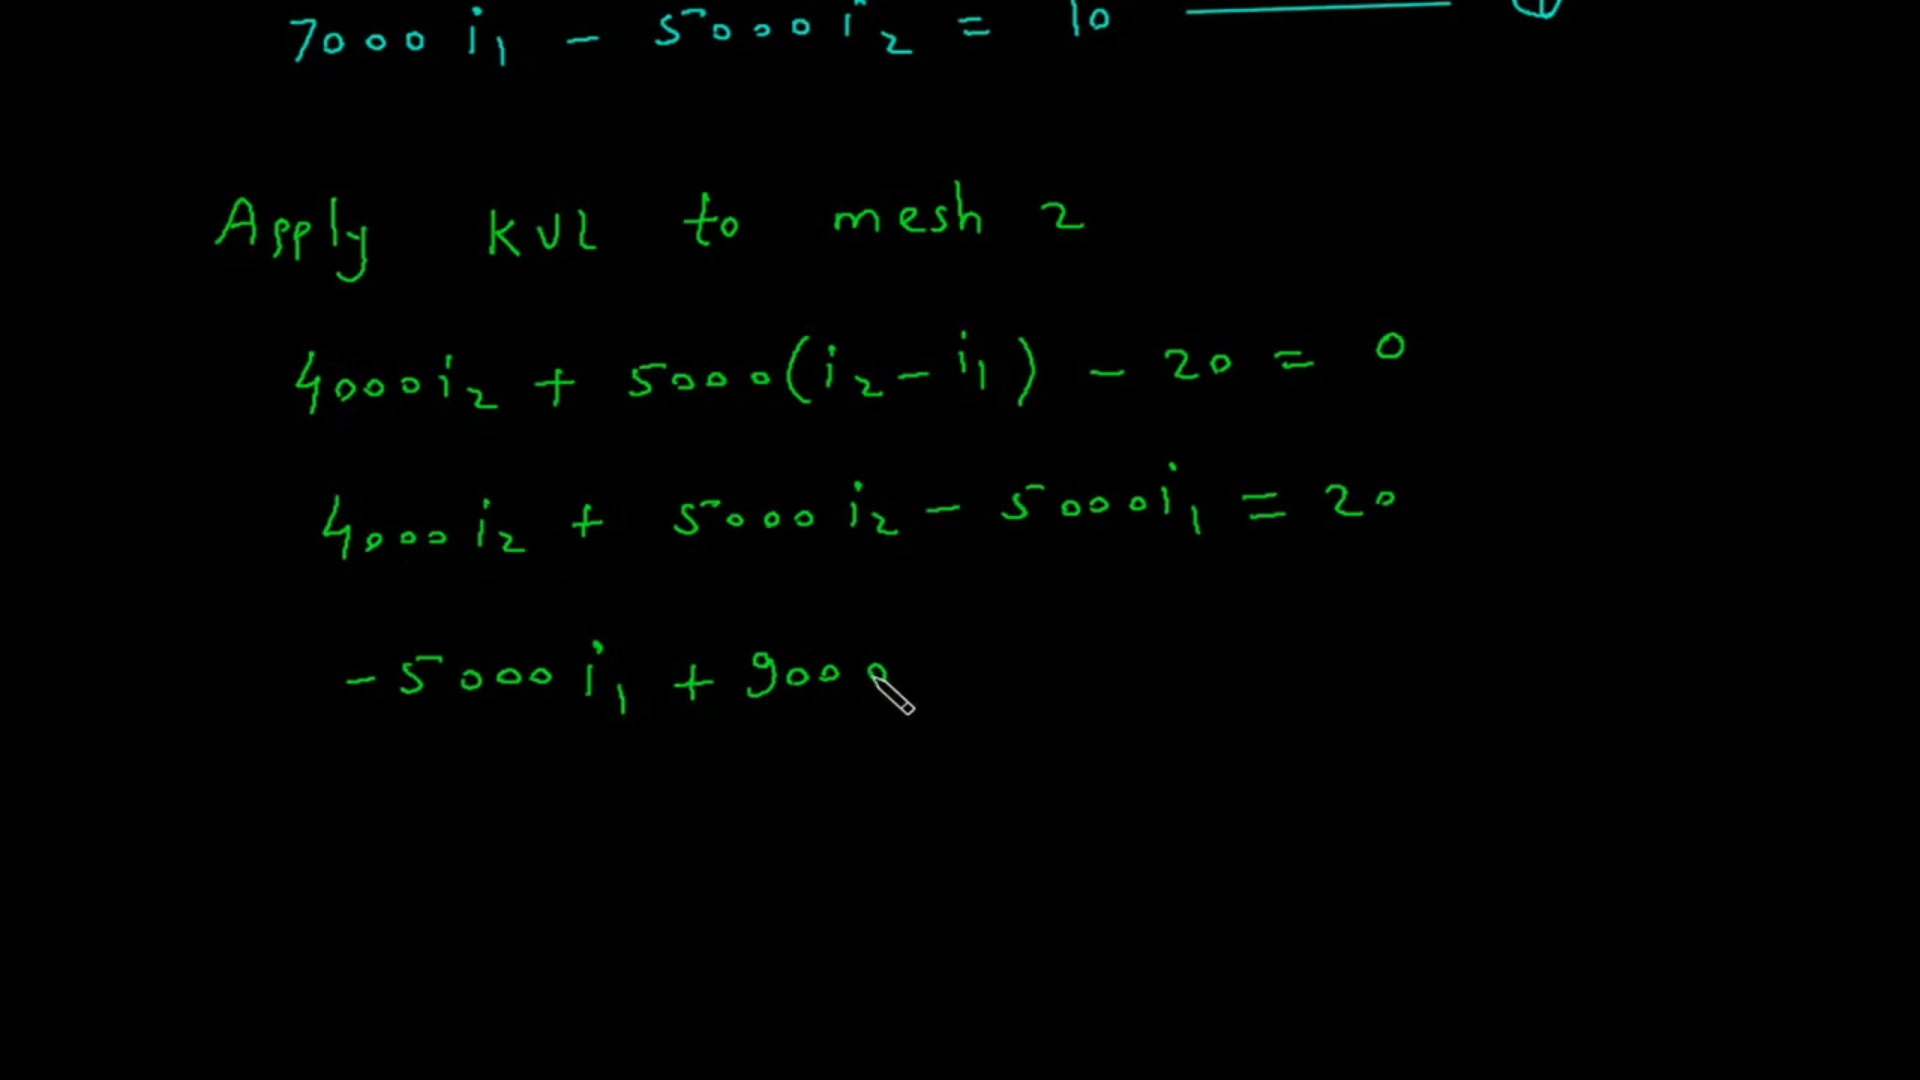 7000 i₁ - 5000 i₂ = 10 ——— ①
Apply KVL to mesh 2
4000 i₂ + 5000 (i₂ - i₁) - 20 = 0
4000 i₂ + 5000 i₂ - 5000 i₁ = 20
- 5000 i₁ + 9000